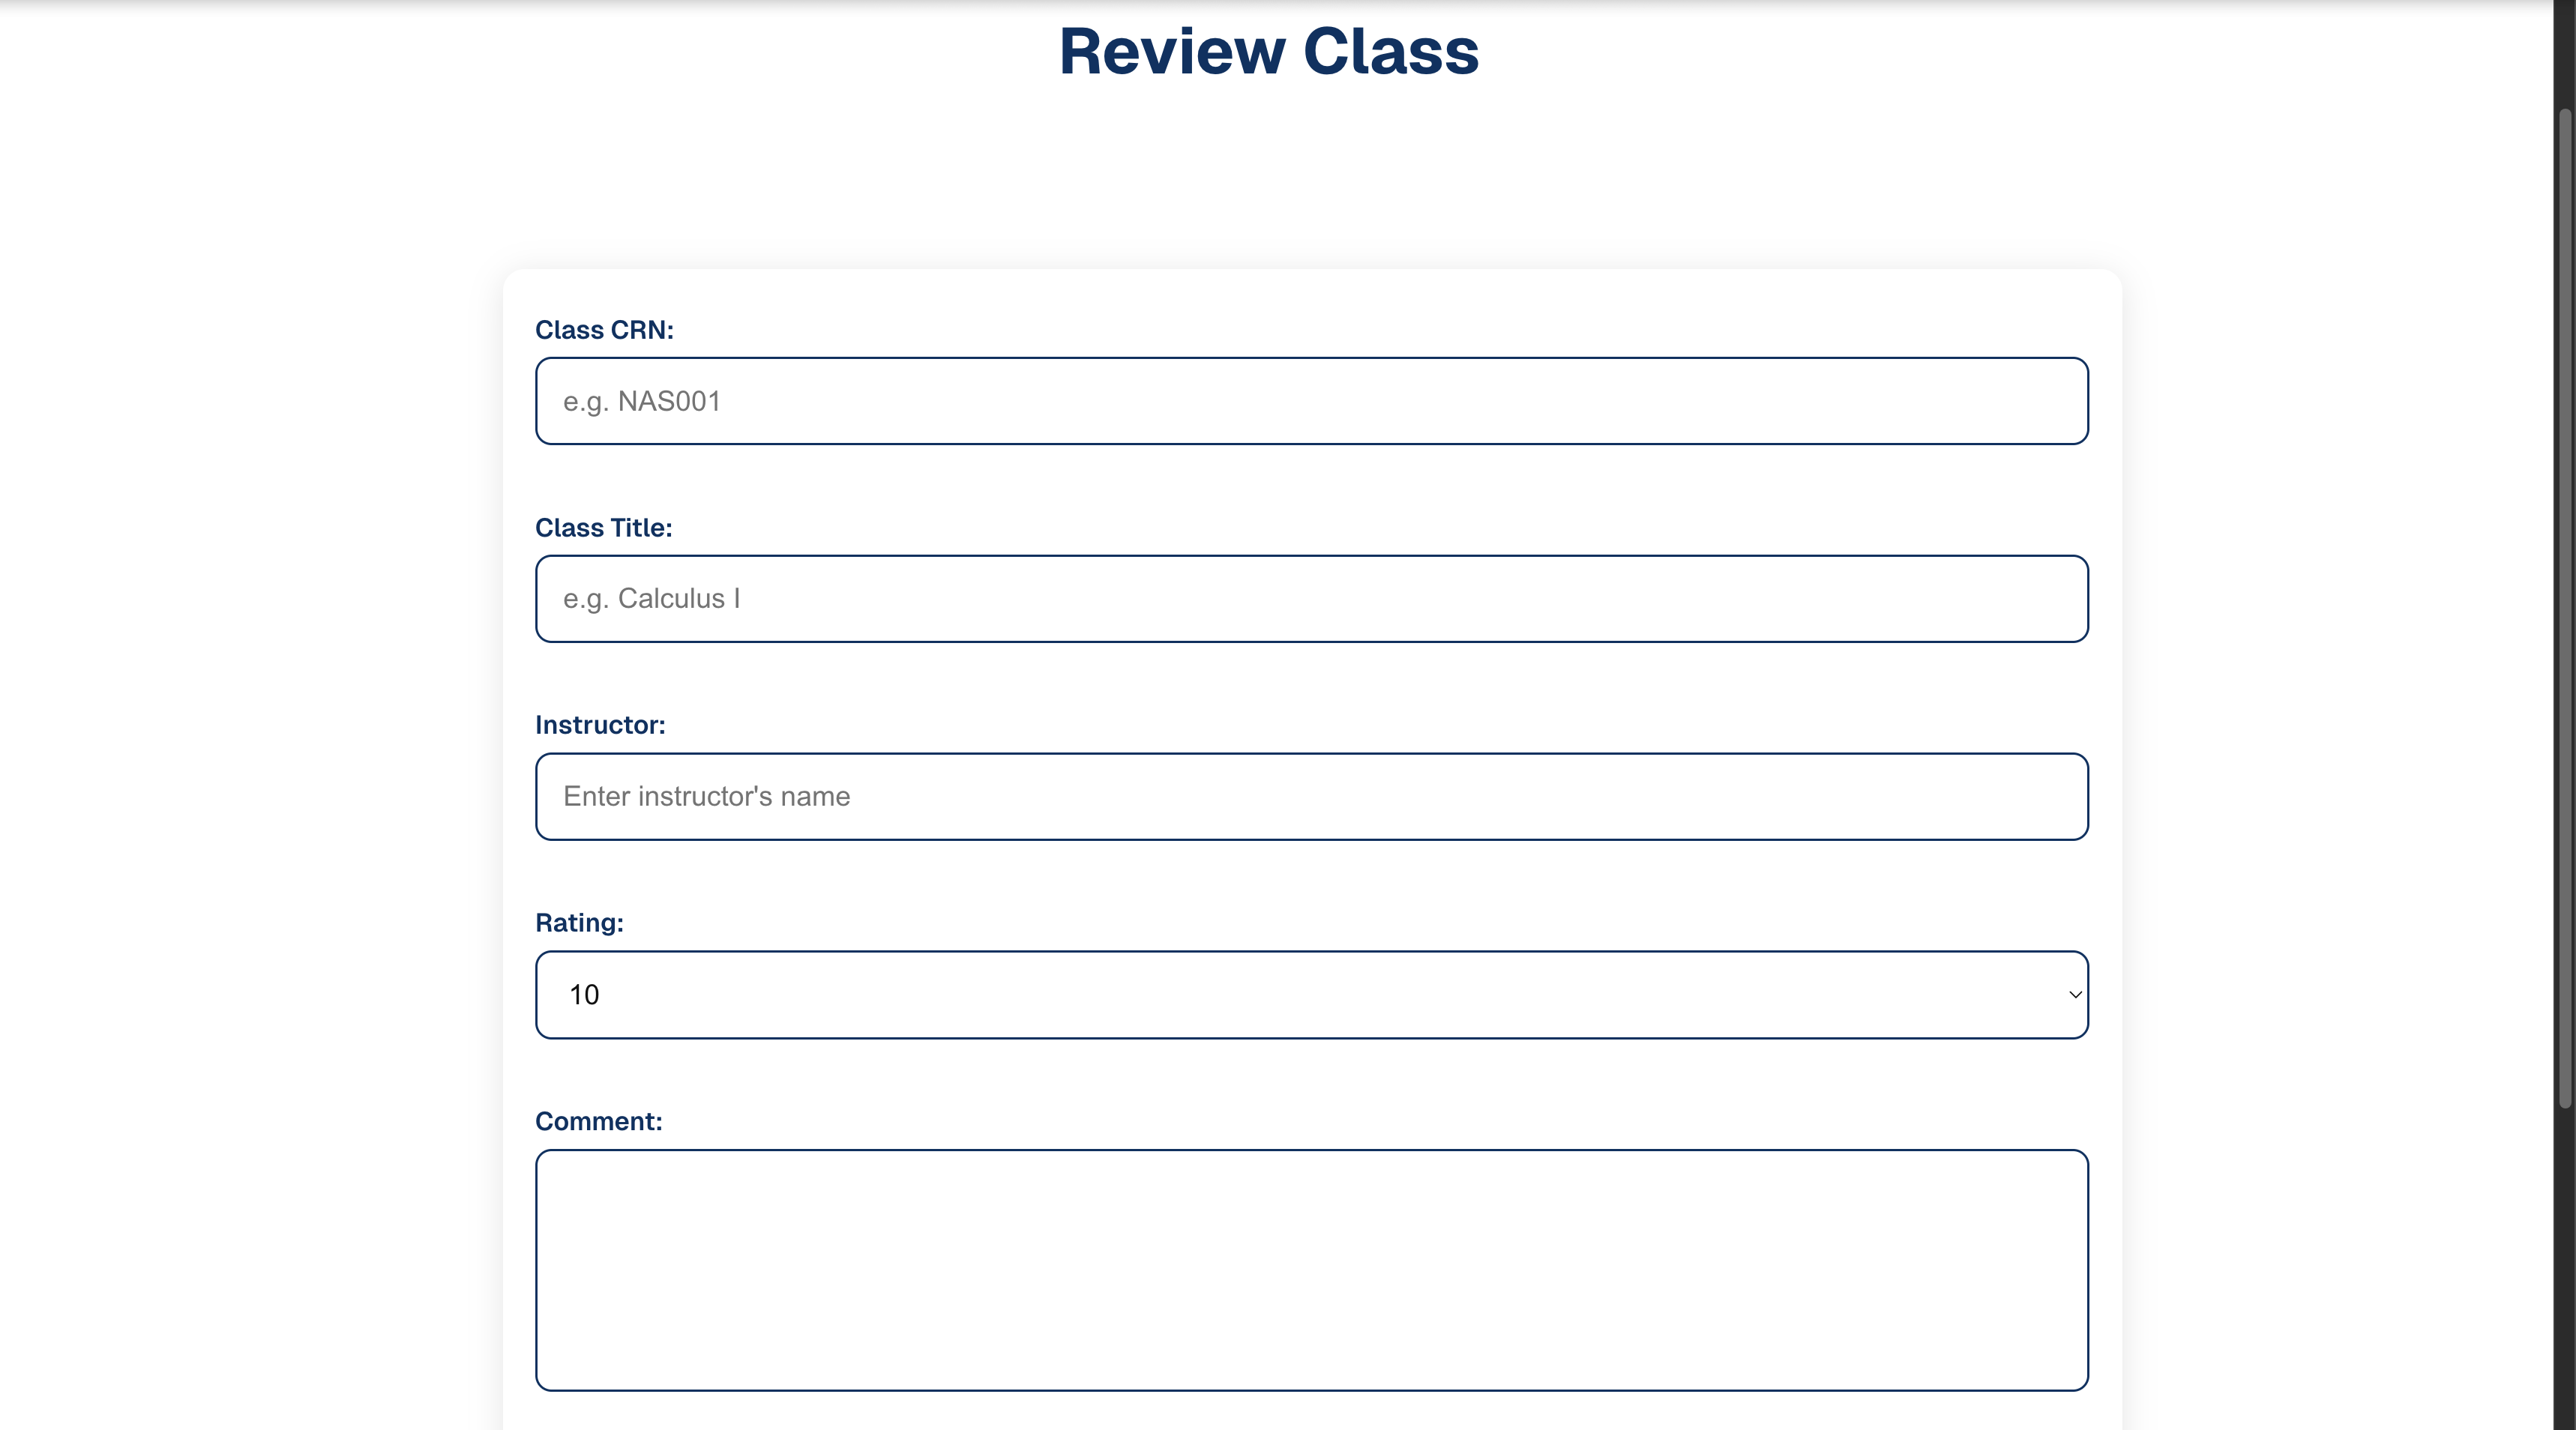 Review Class
Class CRN:
e.g. NAS001
Class Title:
e.g. Calculus I
Instructor:
Enter instructor's name
Rating:
10
Comment: